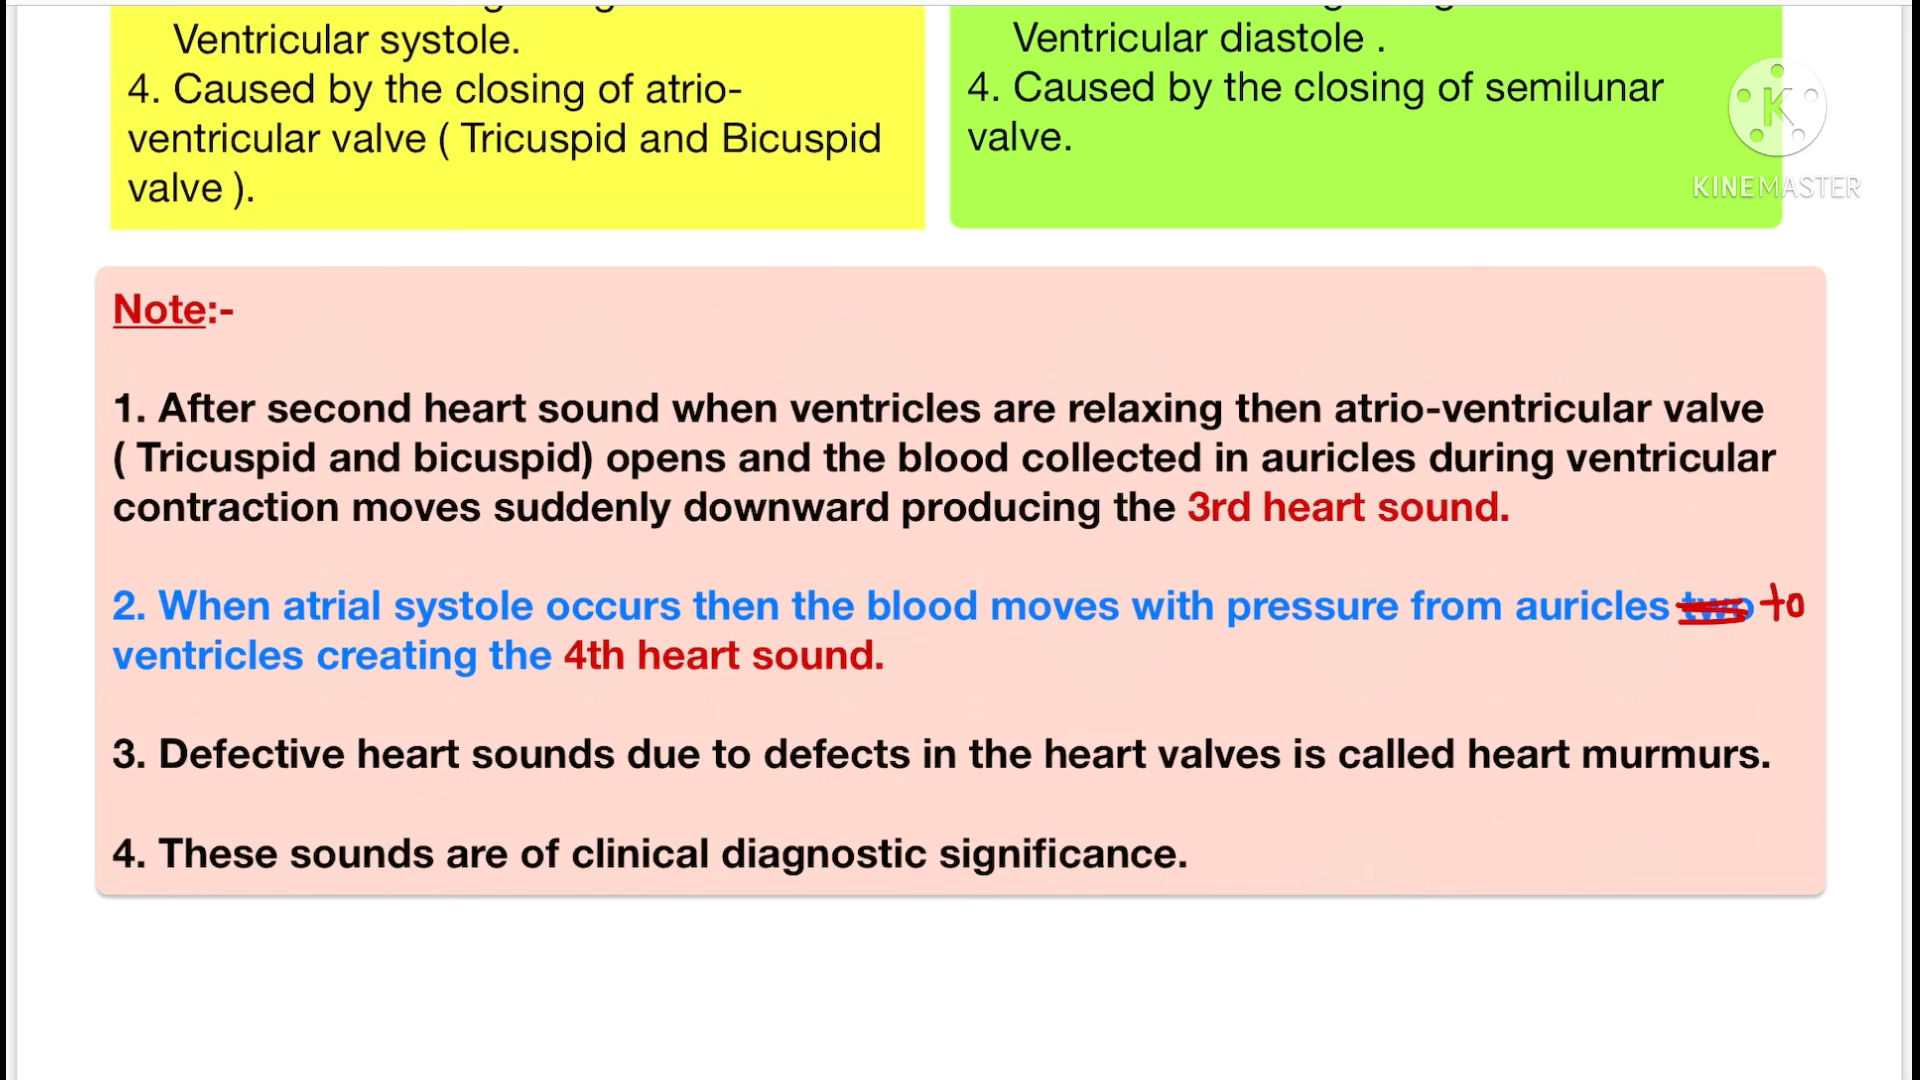 Ventricular systole.
4. Caused by the closing of atrio-
ventricular valve ( Tricuspid and Bicuspid
valve ).
Ventricular diastole .
4. Caused by the closing of semilunar
valve.
KINEMASTER
Note:-
1. After second heart sound when ventricles are relaxing then atrio-ventricular valve
( Tricuspid and bicuspid) opens and the blood collected in auricles during ventricular
contraction moves suddenly downward producing the 3rd heart sound.
2. When atrial systole occurs then the blood moves with pressure from auricles two to
ventricles creating the 4th heart sound.
3. Defective heart sounds due to defects in the heart valves is called heart murmurs.
4. These sounds are of clinical diagnostic significance.